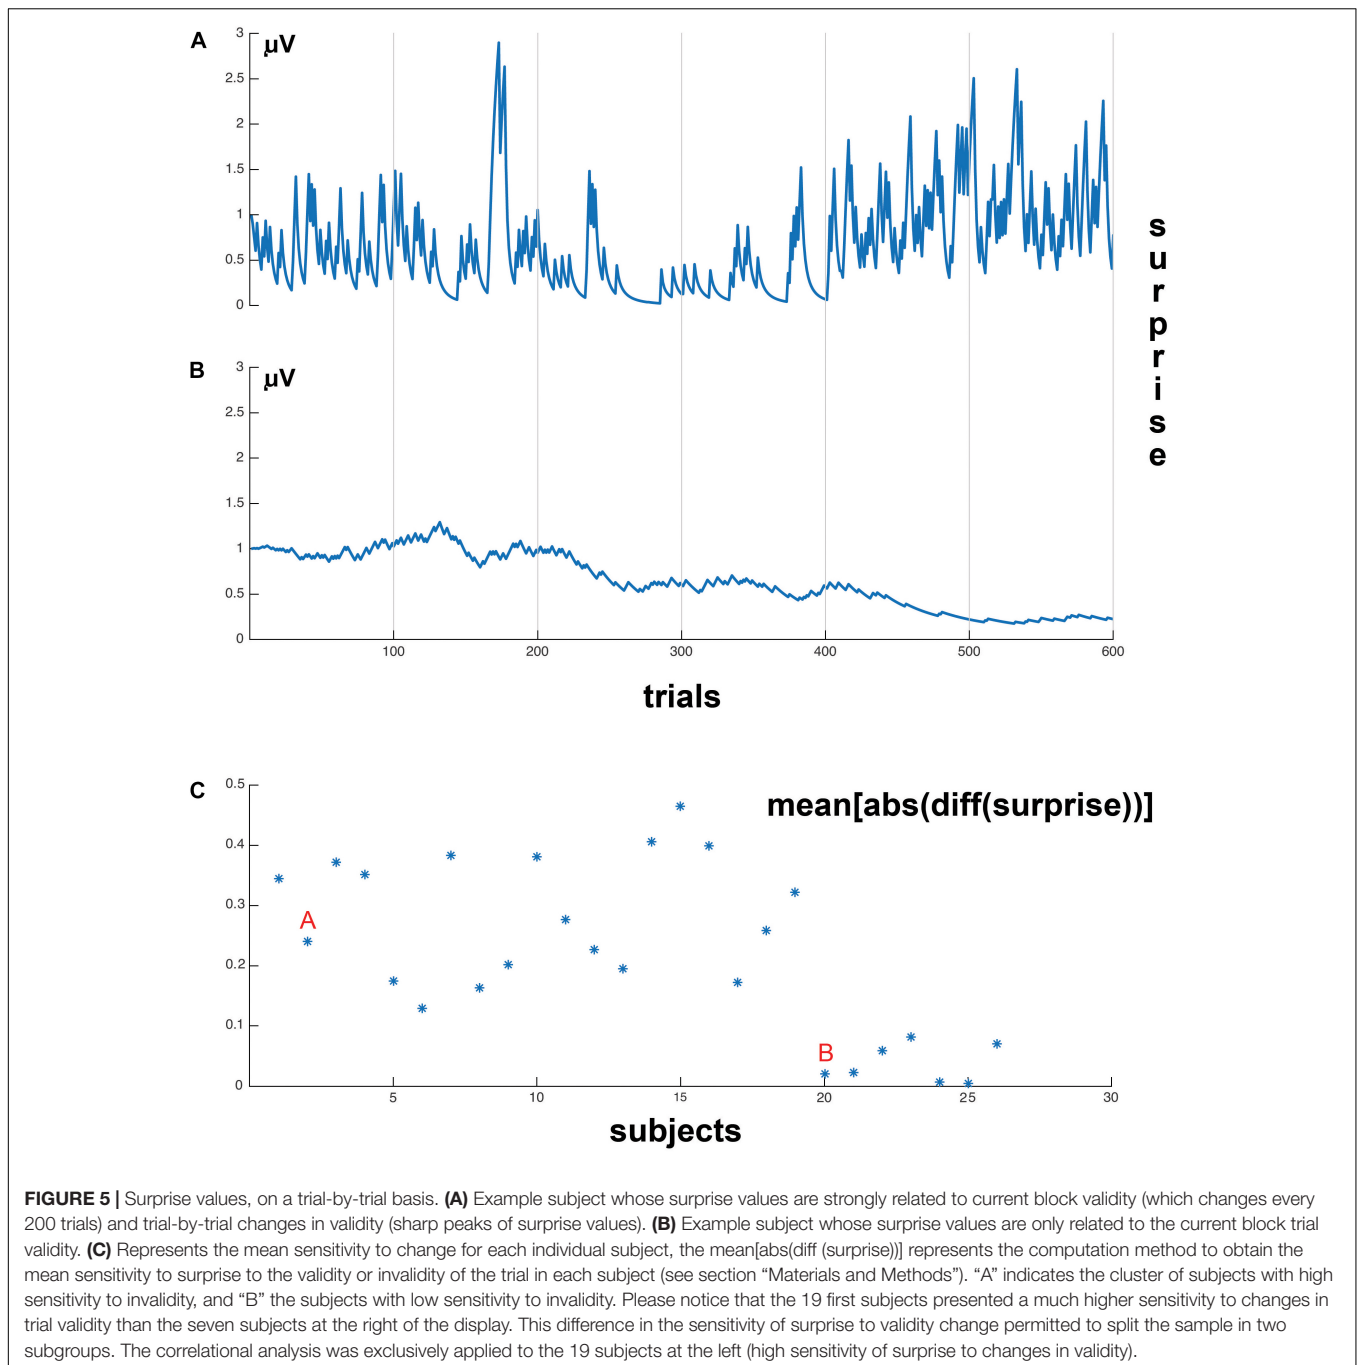 A
μV
3
2.5
2
1.5
1
0.5
0
surprise
B
μV
3
2.5
2
1.5
1
0.5
0
100 200 300 400 500 600
trials
C
mean[abs(diff(surprise))]
0.5
0.4
0.3
0.2
0.1
0
A
B
5 10 15 20 25 30
subjects
FIGURE 5 | Surprise values, on a trial-by-trial basis. (A) Example subject whose surprise values are strongly related to current block validity (which changes every
200 trials) and trial-by-trial changes in validity (sharp peaks of surprise values). (B) Example subject whose surprise values are only related to the current block trial
validity. (C) Represents the mean sensitivity to change for each individual subject, the mean[abs(diff (surprise))] represents the computation method to obtain the
mean sensitivity to surprise to the validity or invalidity of the trial in each subject (see section “Materials and Methods”). “A” indicates the cluster of subjects with high
sensitivity to invalidity, and “B” the subjects with low sensitivity to invalidity. Please notice that the 19 first subjects presented a much higher sensitivity to changes in
trial validity than the seven subjects at the right of the display. This difference in the sensitivity of surprise to validity change permitted to split the sample in two
subgroups. The correlational analysis was exclusively applied to the 19 subjects at the left (high sensitivity of surprise to changes in validity).